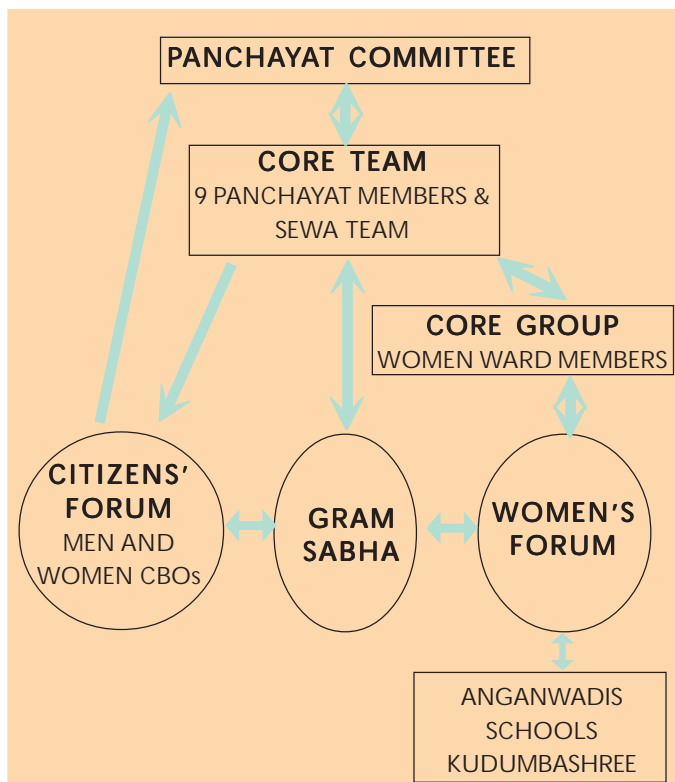 PANCHAYAT COMMITTEE
CORE TEAM
9 PANCHAYAT MEMBERS &
SEWA TEAM
CORE GROUP
WOMEN WARD MEMBERS
CITIZENS’
FORUM
MEN AND
WOMEN CBOs
GRAM
SABHA
WOMEN'S
FORUM
ANGANWADIS
SCHOOLS
KUDUMBASHREE